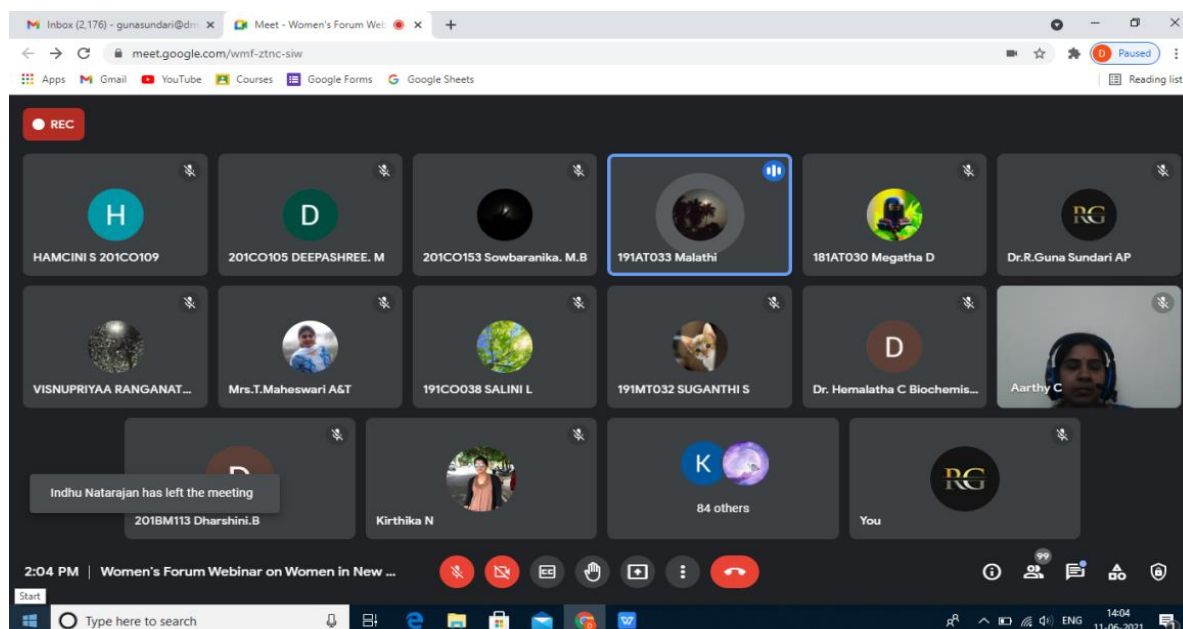 Inbox (2,176) - gunasundari@dr
Meet - Women's Forum Web
meet.google.com/wmf-ztnc-siw
D Paused
Apps Gmail YouTube Courses Google Forms Google Sheets
Reading list
REC
H
D
RG
HAMCINI S 201CO109
201CO105 DEEPASHREE. M
201CO153 Sowbaranika. M.B
191AT033 Malathi
181AT030 Megatha D
Dr.R.Guna Sundari AP
D
VISNUPRIYAA RANGANAT...
Mrs.T.Maheswari A&T
191CO038 SALINI L
191MT032 SUGANTHI S
Dr. Hemalatha C Biochemis...
Aarthy C
D
K
RG
Indhu Natarajan has left the meeting
84 others
201BM113 Dharshini.B
Kirthika N
You
2:04 PM | Women's Forum Webinar on Women in New ...
CC
99
Start
Type here to search
ENG
14:04
11-06-2021